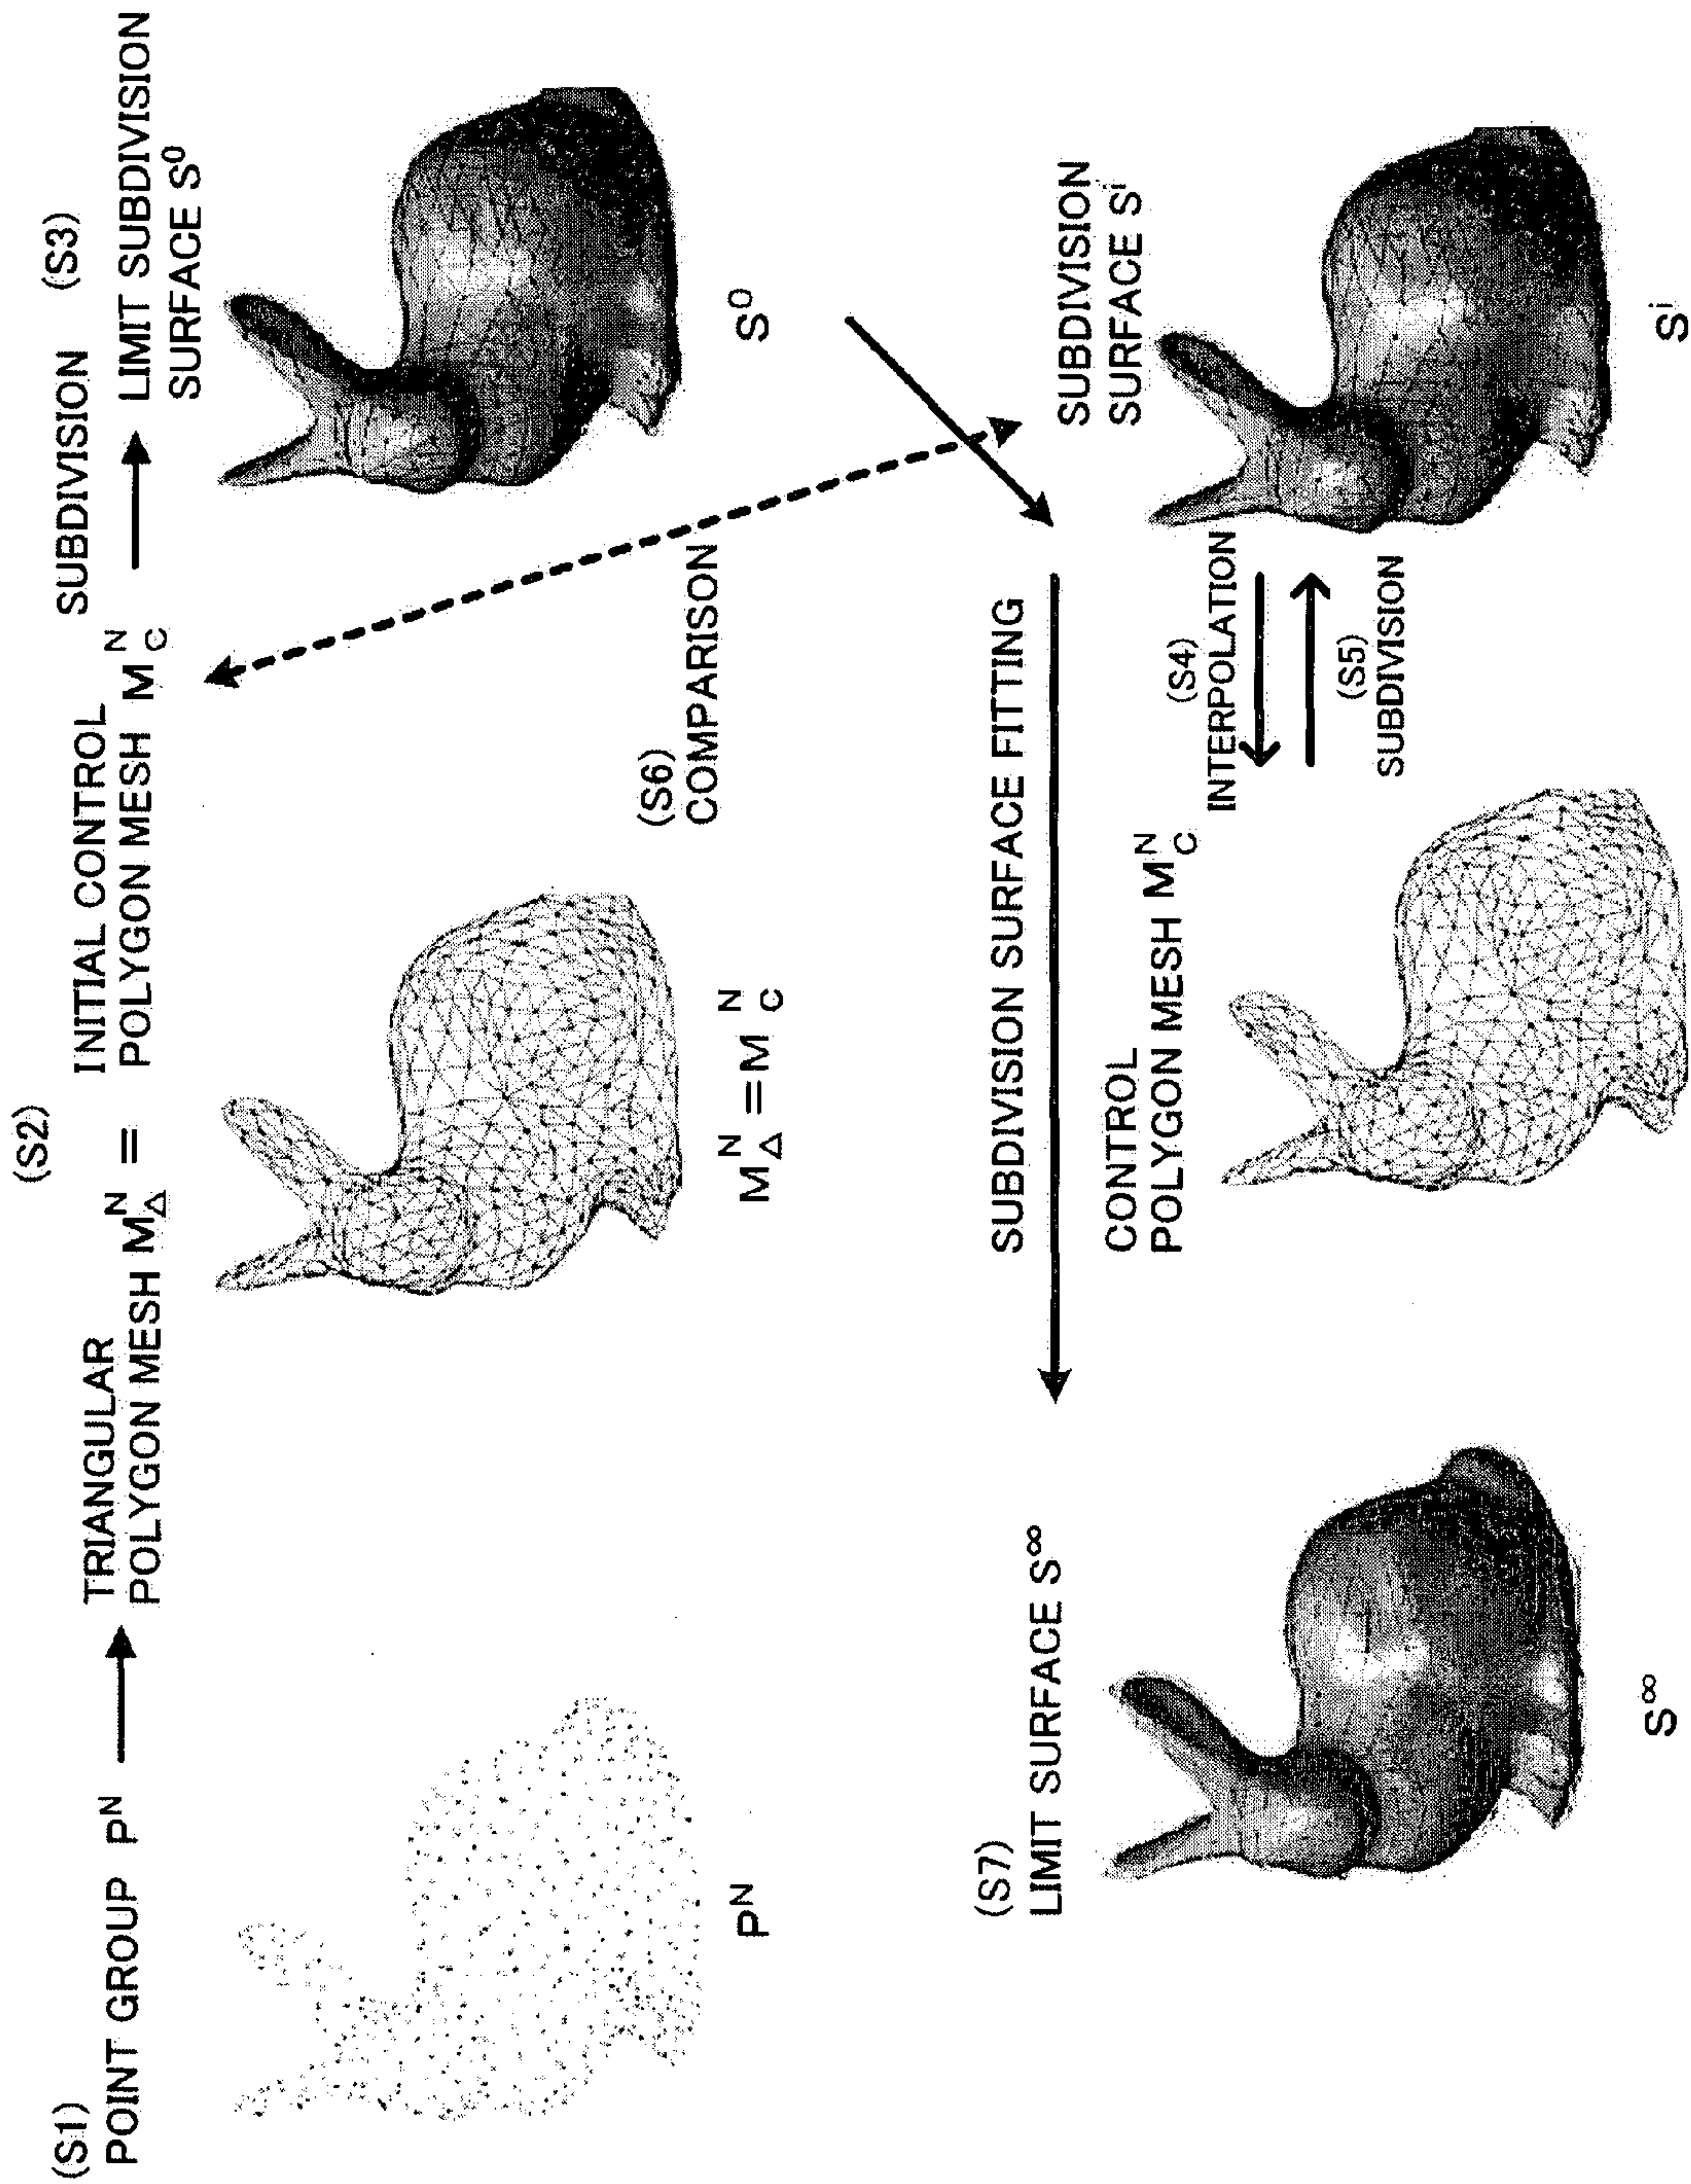 (S1)
POINT GROUP P^N
P^N
(S2)
TRIANGULAR
POLYGON MESH M^N_Δ =
INITIAL CONTROL
POLYGON MESH M^N_C
M^N_Δ = M^N_C
SUBDIVISION (S3)
LIMIT SUBDIVISION
SURFACE S^0
S^0
(S6)
COMPARISON
SUBDIVISION SURFACE FITTING
(S7)
LIMIT SURFACE S^∞
S^∞
CONTROL
POLYGON MESH M^N_C
(S4)
INTERPOLATION
(S5)
SUBDIVISION
SUBDIVISION
SURFACE S^i
S^i